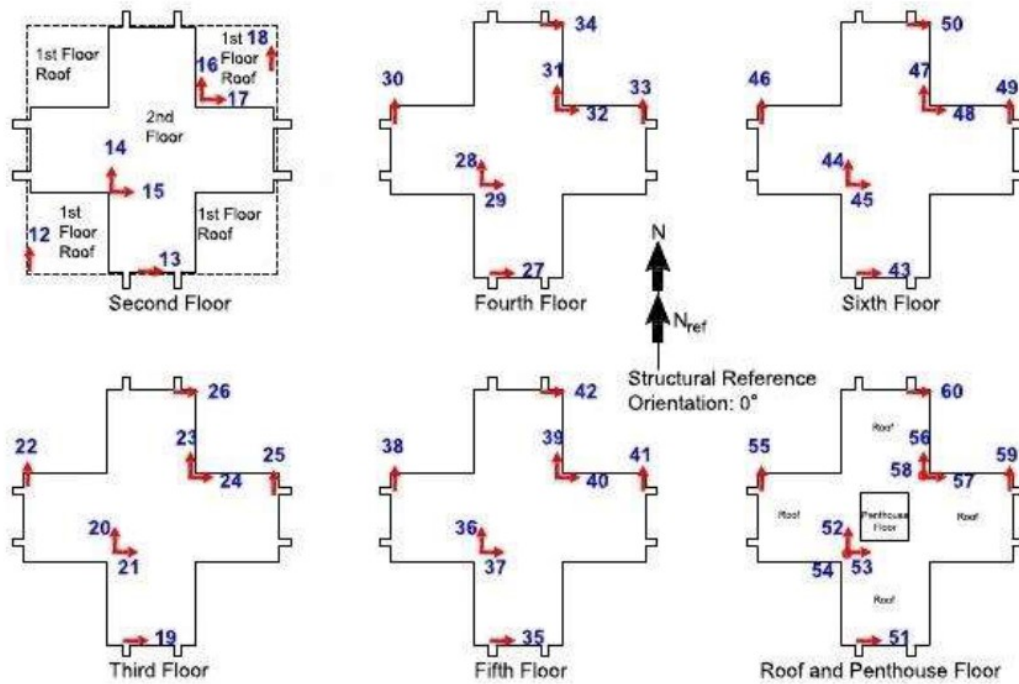 1st Floor
Roof
1st 18
Floor
Roof
16
17
2nd
Floor
14
15
12
1st
Floor
Roof
1st Floor
Roof
13
Second Floor
34
30
31
33
32
28
29
27
Fourth Floor
50
46
47
49
48
44
45
43
Sixth Floor
N
Nref
Structural Reference
Orientation: 0°
26
22
23
25
24
20
21
19
Third Floor
42
38
39
41
40
36
37
35
Fifth Floor
60
Roof
55
56
59
58
57
Roof
Penthouse
Floor
Roof
52
54
53
Roof
51
Roof and Penthouse Floor